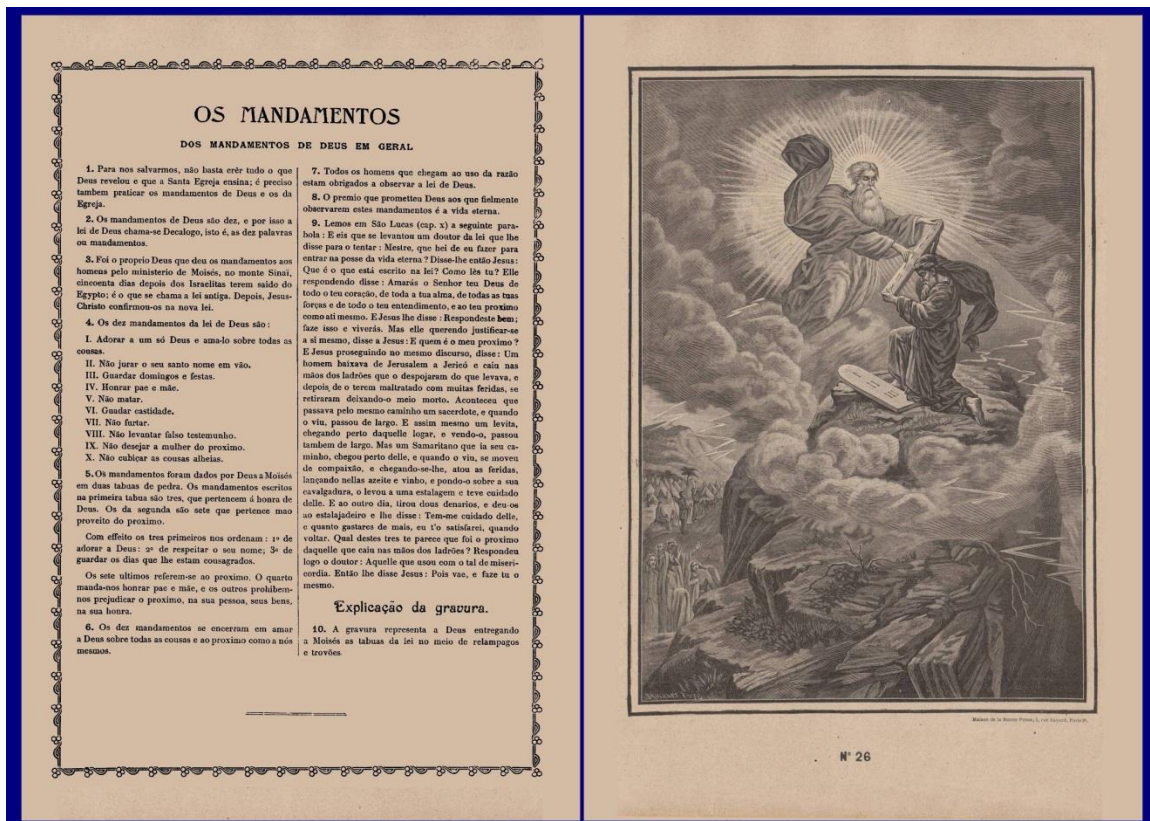 OS MANDAMENTOS
DOS MANDAMENTOS DE DEUS EM GERAL
1. Para nos salvarmos, não basta crêr tudo o que
Deus revelou e que a Santa Egreja ensina; é preciso
tambem praticar os mandamentos de Deus e os da
Egreja.
2. Os mandamentos de Deus são dez, e por isso a
lei de Deus chama-se Decalogo, isto é, as dez palavras
ou mandamentos.
3. Foi o proprio Deus que deu os mandamentos aos
homens pelo ministerio de Moisés, no monte Sinaï,
cincoenta dias depois dos Israelitas terem saido do
Egypto; é o que se chama a lei antiga. Depois, Jesus-
Christo confirmou-os na nova lei.
4. Os dez mandamentos da lei de Deus são :
I. Adorar a um só Deus e ama-lo sobre todas as
cousas.
II. Não jurar o seu santo nome em vão.
III. Guardar domingos e festas.
IV. Honrar pae e mãe.
V. Não matar.
VI. Guadar castidade.
VII. Não furtar.
VIII. Não levantar falso testemunho.
IX. Não desejar a mulher do proximo.
X. Não cubiçar as cousas alheias.
5. Os mandamentos foram dados por Deus a Moisés
em duas tabuas de pedra. Os mandamentos escritos
na primeira tabua são tres, que pertencem á honra de
Deus. Os da segunda são sete que pertence mao
proveito do proximo.
Com effeito os tres primeiros nos ordenam : 1º de
adorar a Deus : 2º de respeitar o seu nome; 3º de
guardar os dias que lhe estam cousagrados.
Os sete ultimos referem-se ao proximo. O quarto
manda-nos honrar pae e mãe, e os outros prohibem-
nos prejudicar o proximo, na sua pessoa, seus bens,
na sua honra.
6. Os dez mandamentos se encerram em amar
a Deus sobre todas as cousas e ao proximo como a nós
mesmos.
7. Todos os homens que chegam ao uso da razão
estam obrigados a observar a lei de Deus.
8. O premio que prometteu Deus aos que fielmente
observarem estes mandamentos é a vida eterna.
9. Lemos em São Lucas (cap. x) a seguinte para-
bola : E eis que se levantou um doutor da lei que lhe
disse para o tentar : Mestre, que hei de eu fazer para
entrar na posse da vida eterna ? Disse-lhe então Jesus :
Que é o que está escrito na lei? Como lês tu? Elle
respondendo disse : Amarás o Senhor teu Deus de
todo o teu coração, de toda a tua alma, de todas as tuas
forças e de todo o teu entendimento, e ao teu proximo
como ati mesmo. E Jesus lhe disse : Respondeste bem;
faze isso e viverás. Mas elle querendo justificar-se
a si mesmo, disse a Jesus : E quem é o meu proximo ?
E Jesus proseguindo no mesmo discurso, disse : Um
homem baixava de Jerusalem a Jericó e caiu nas
mãos dos ladrões que o despojaram do que levava, e
depois de o terem maltratado com muitas feridas, se
retiraram deixando-o meio morto. Aconteceu que
passava pelo mesmo caminho um sacerdote, e quando
o viu, passou de largo. E assim mesmo um levita,
chegando perto daquelle logar, e vendo-o, passou
tambem de largo. Mas um Samaritano que ia seu ca-
minho, chegou perto delle, e quando o viu, se moveu
de compaixão, e chegando-se-lhe, atou as feridas,
lançando nellas azeite e vinho, e pondo-o sobre a sua
cavalgadura, o levou a uma estalagem e teve cuidado
delle. E ao outro dia, tirou dous denarios, e deu-os
ao estalajadeiro e lhe disse : Tem-me cuidado delle,
e quanto gastares de mais, eu t'o satisfarei, quando
voltar. Qual destes tres te parece que foi o proximo
daquelle que caiu nas mãos dos ladrões ? Respondeu
logo o doutor : Aquelle que usou com o tal de miseri-
cordia. Então lhe disse Jesus : Pois vae, e faze tu o
mesmo.
Explicação da gravura.
10. A gravura representa a Deus entregando
a Moisés as tabuas da lei no meio de relampagos
e trovões
Maison de la Bonne Presse, 5, rue Bayard, Paris
Nº 26